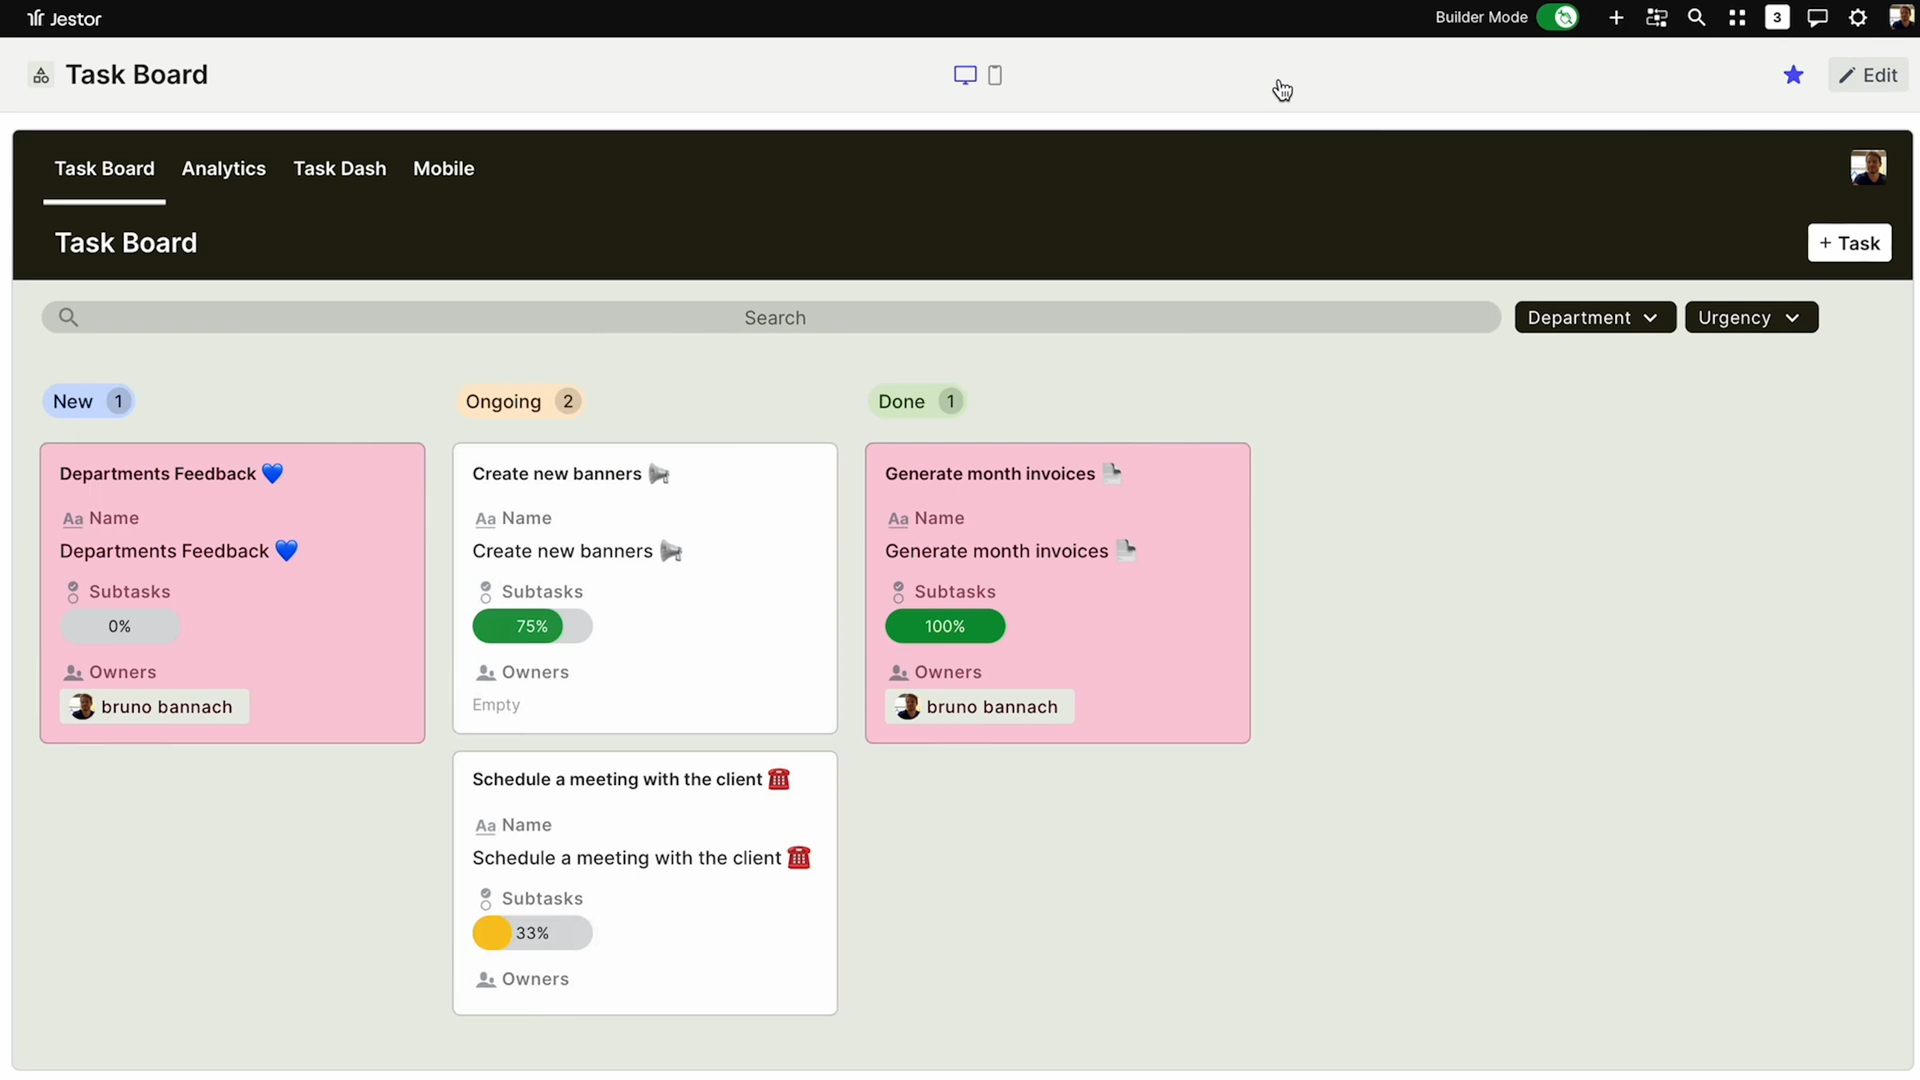 Jestor
Builder Mode
3
Task Board
Edit
Task Board Analytics Task Dash Mobile
Task Board
+ Task
Search
Department
Urgency
New 1
Ongoing 2
Done 1
Departments Feedback 💙
Aa Name
Departments Feedback 💙
Subtasks
0%
Owners
bruno bannach
Create new banners 📢
Aa Name
Create new banners 📢
Subtasks
75%
Owners
Empty
Schedule a meeting with the client ☎️
Aa Name
Schedule a meeting with the client ☎️
Subtasks
33%
Owners
Generate month invoices
Aa Name
Generate month invoices
Subtasks
100%
Owners
bruno bannach